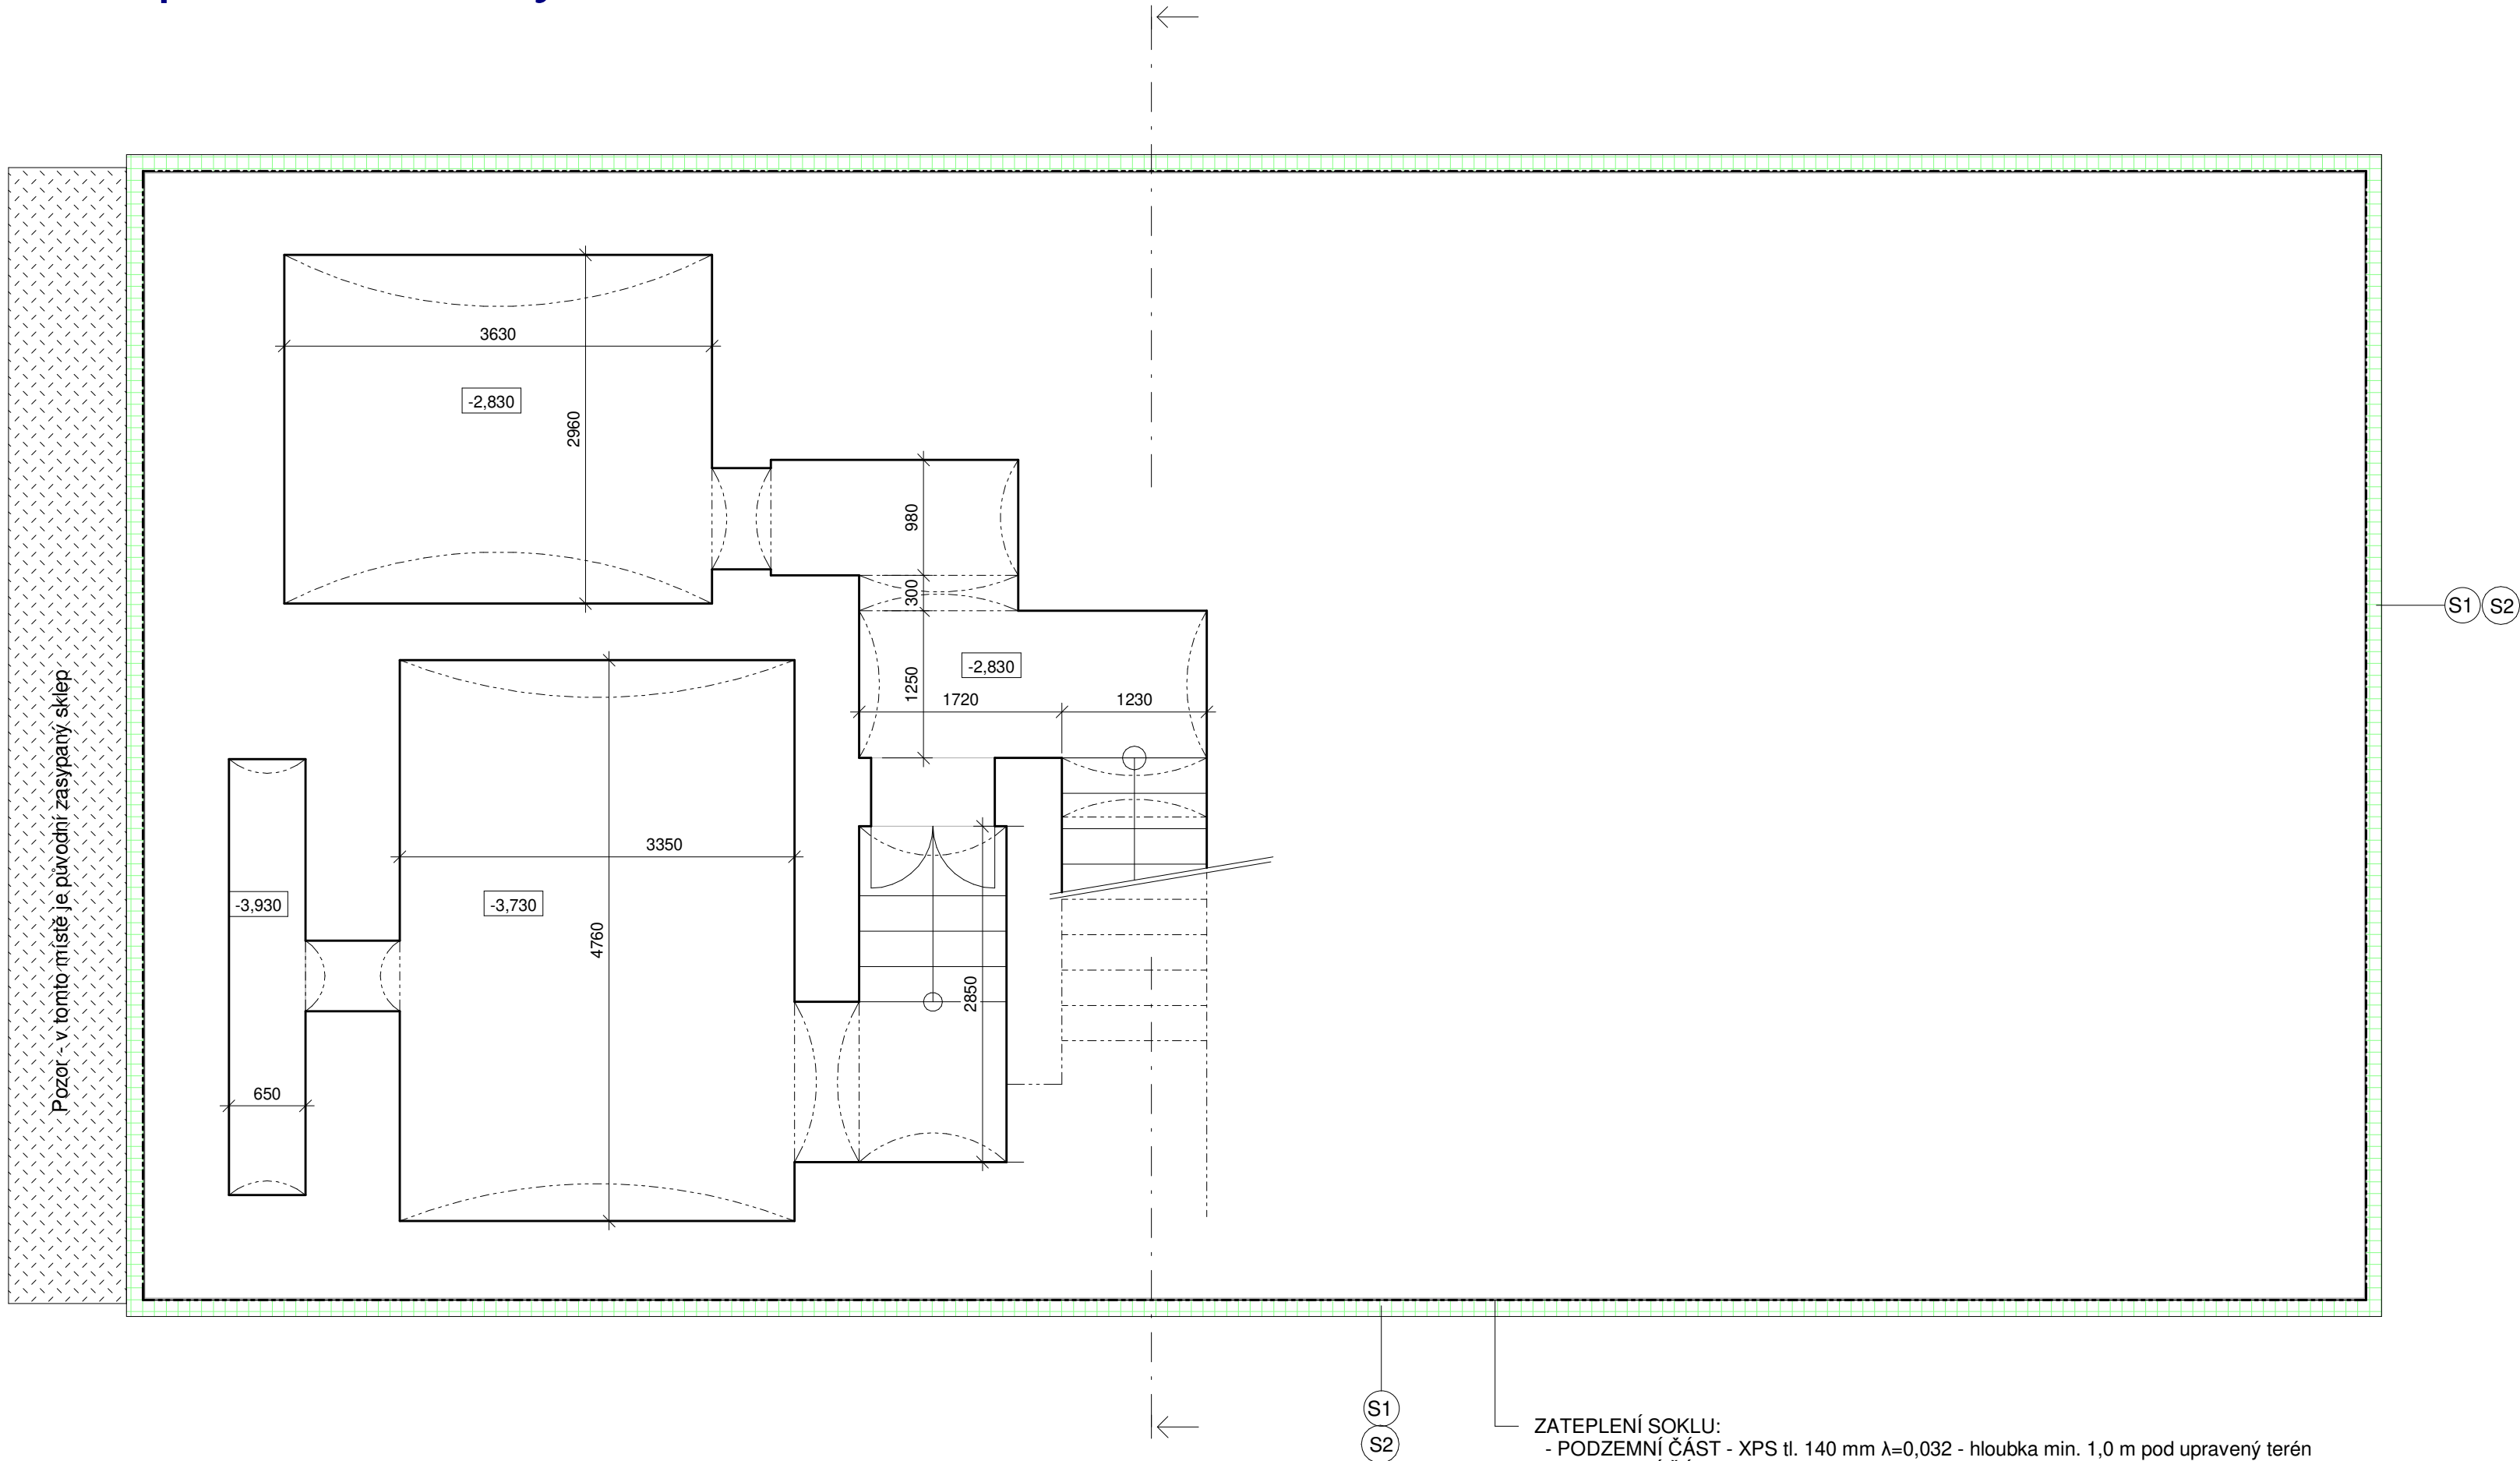 3630
-2,830
2960
980
300
1250
-2,830
1720
1230
S1
S2
Pozor - v tomto místě je původní zasypaný sklep
3350
-3,930
-3,730
4760
2850
650
S1
S2
ZATEPLENÍ SOKLU:
- PODZEMNÍ ČÁST - XPS tl. 140 mm λ=0,032 - hloubka min. 1,0 m pod upravený terén